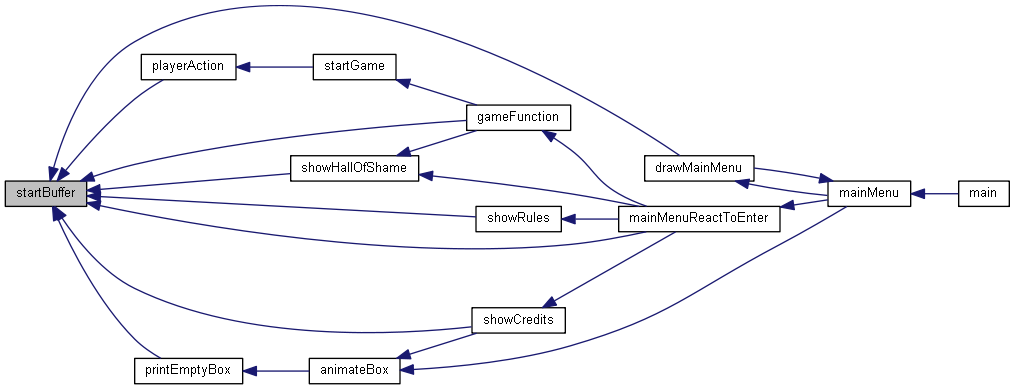 playerAction
startGame
gameFunction
showHallOfShame
drawMainMenu
startBuffer
mainMenu
main
showRules
mainMenuReactToEnter
showCredits
printEmptyBox
animateBox